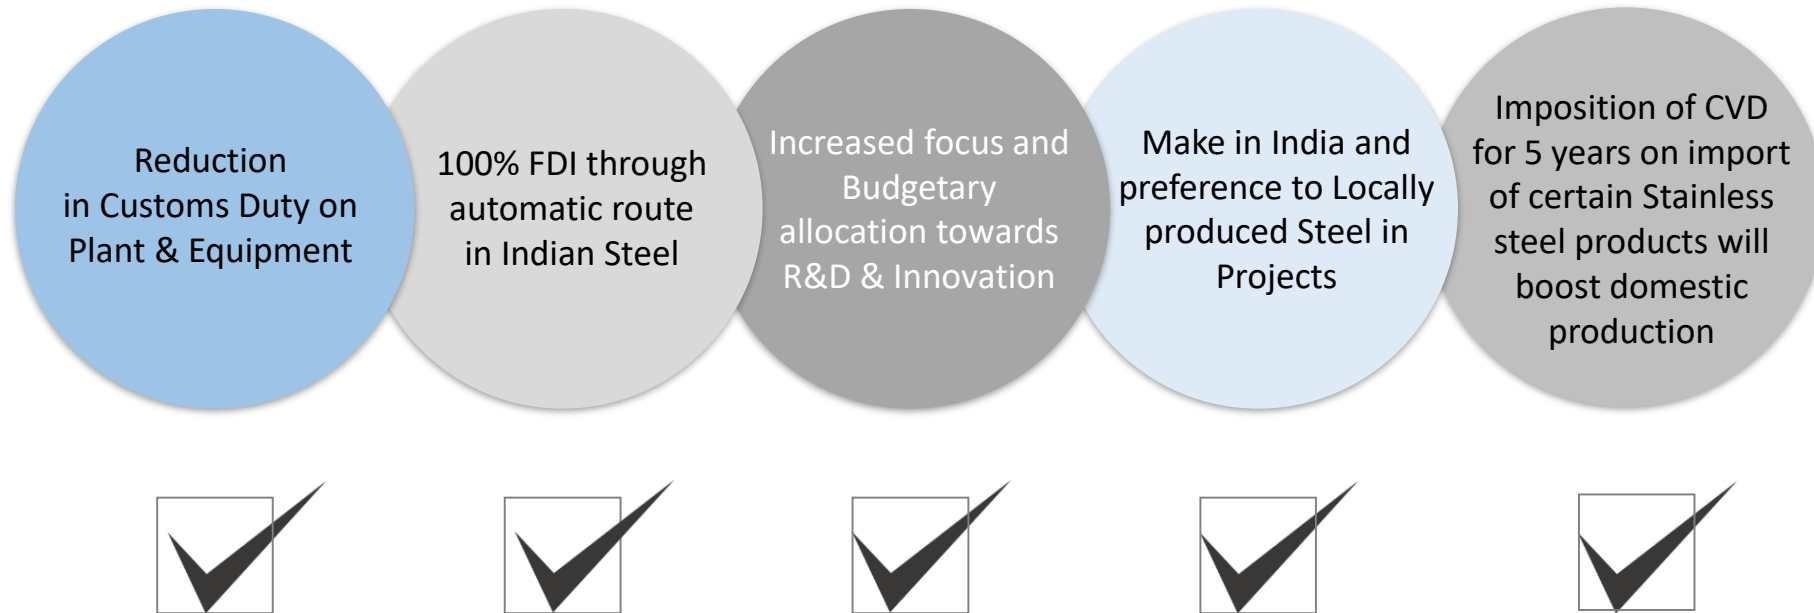 Reduction
in Customs Duty on
Plant & Equipment
100% FDI through
automatic route
in Indian Steel
Increased focus and
Budgetary
allocation towards
R&D & Innovation
Make in India and
preference to Locally
produced Steel in
Projects
Imposition of CVD
for 5 years on import
of certain Stainless
steel products will
boost domestic
production